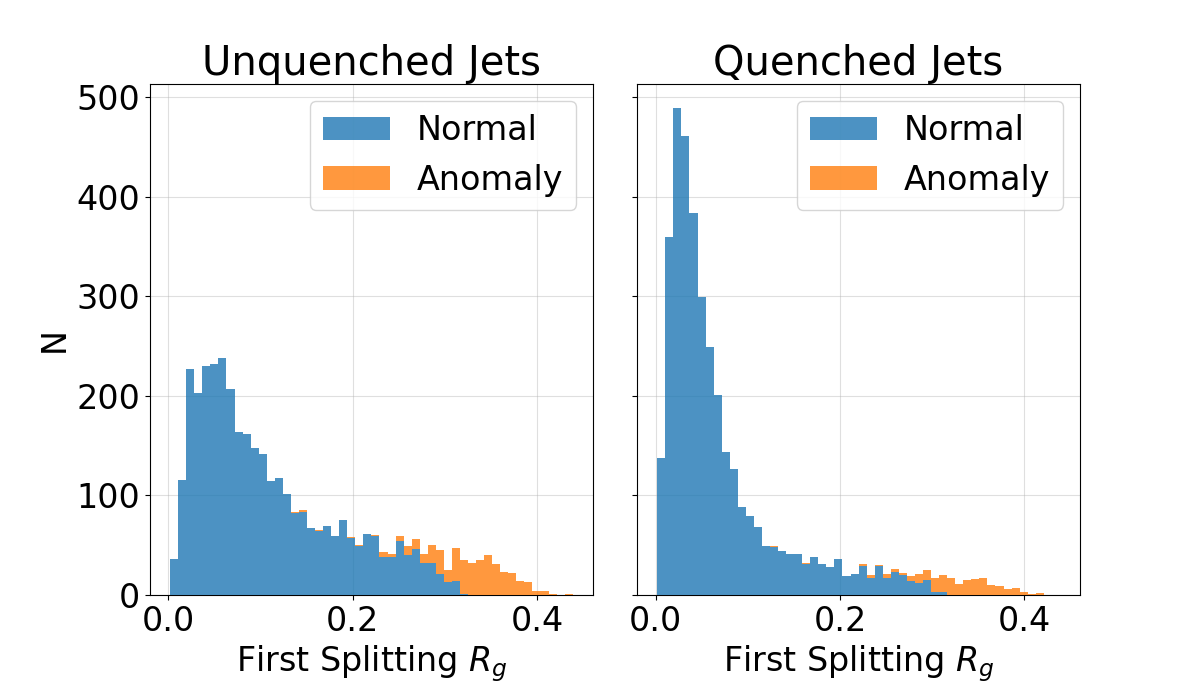 Unquenched Jets
Quenched Jets
Normal
Anomaly
Normal
Anomaly
N
500
400
300
200
100
0
0.0 0.2 0.4
0.0 0.2 0.4
First Splitting $R_g$
First Splitting $R_g$